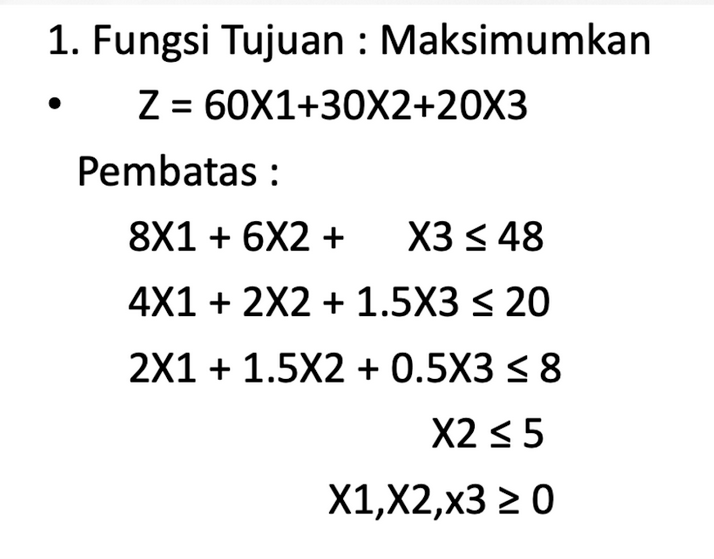 1. Fungsi Tujuan : Maksimumkan
• Z = 60X1+30X2+20X3
Pembatas :
8X1 + 6X2 + X3 ≤ 48
4X1 + 2X2 + 1.5X3 ≤ 20
2X1 + 1.5X2 + 0.5X3 ≤ 8
X2 ≤ 5
X1,X2,x3 ≥ 0